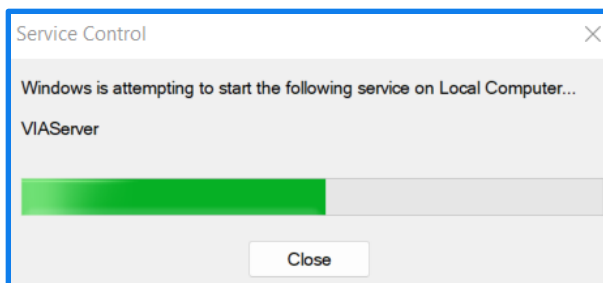 Service Control
Windows is attempting to start the following service on Local Computer...
VIAServer
Close